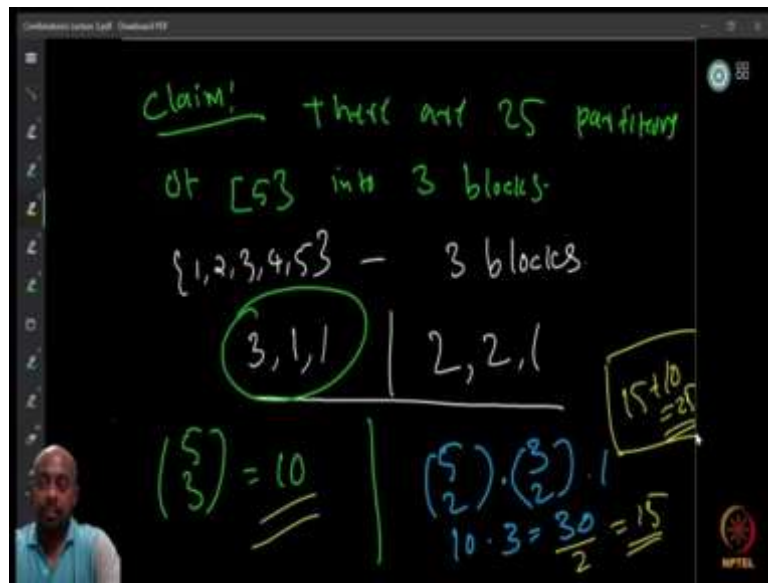 Claim! There are 25 partitions
of [5] into 3 blocks.
{1,2,3,4,5} - 3 blocks
3,1,1 | 2,2,1
15+10
=25
(5 3) = 10
(5 2) . (3 2) . 1
10 . 3 = 30/2 = 15
NPTEL